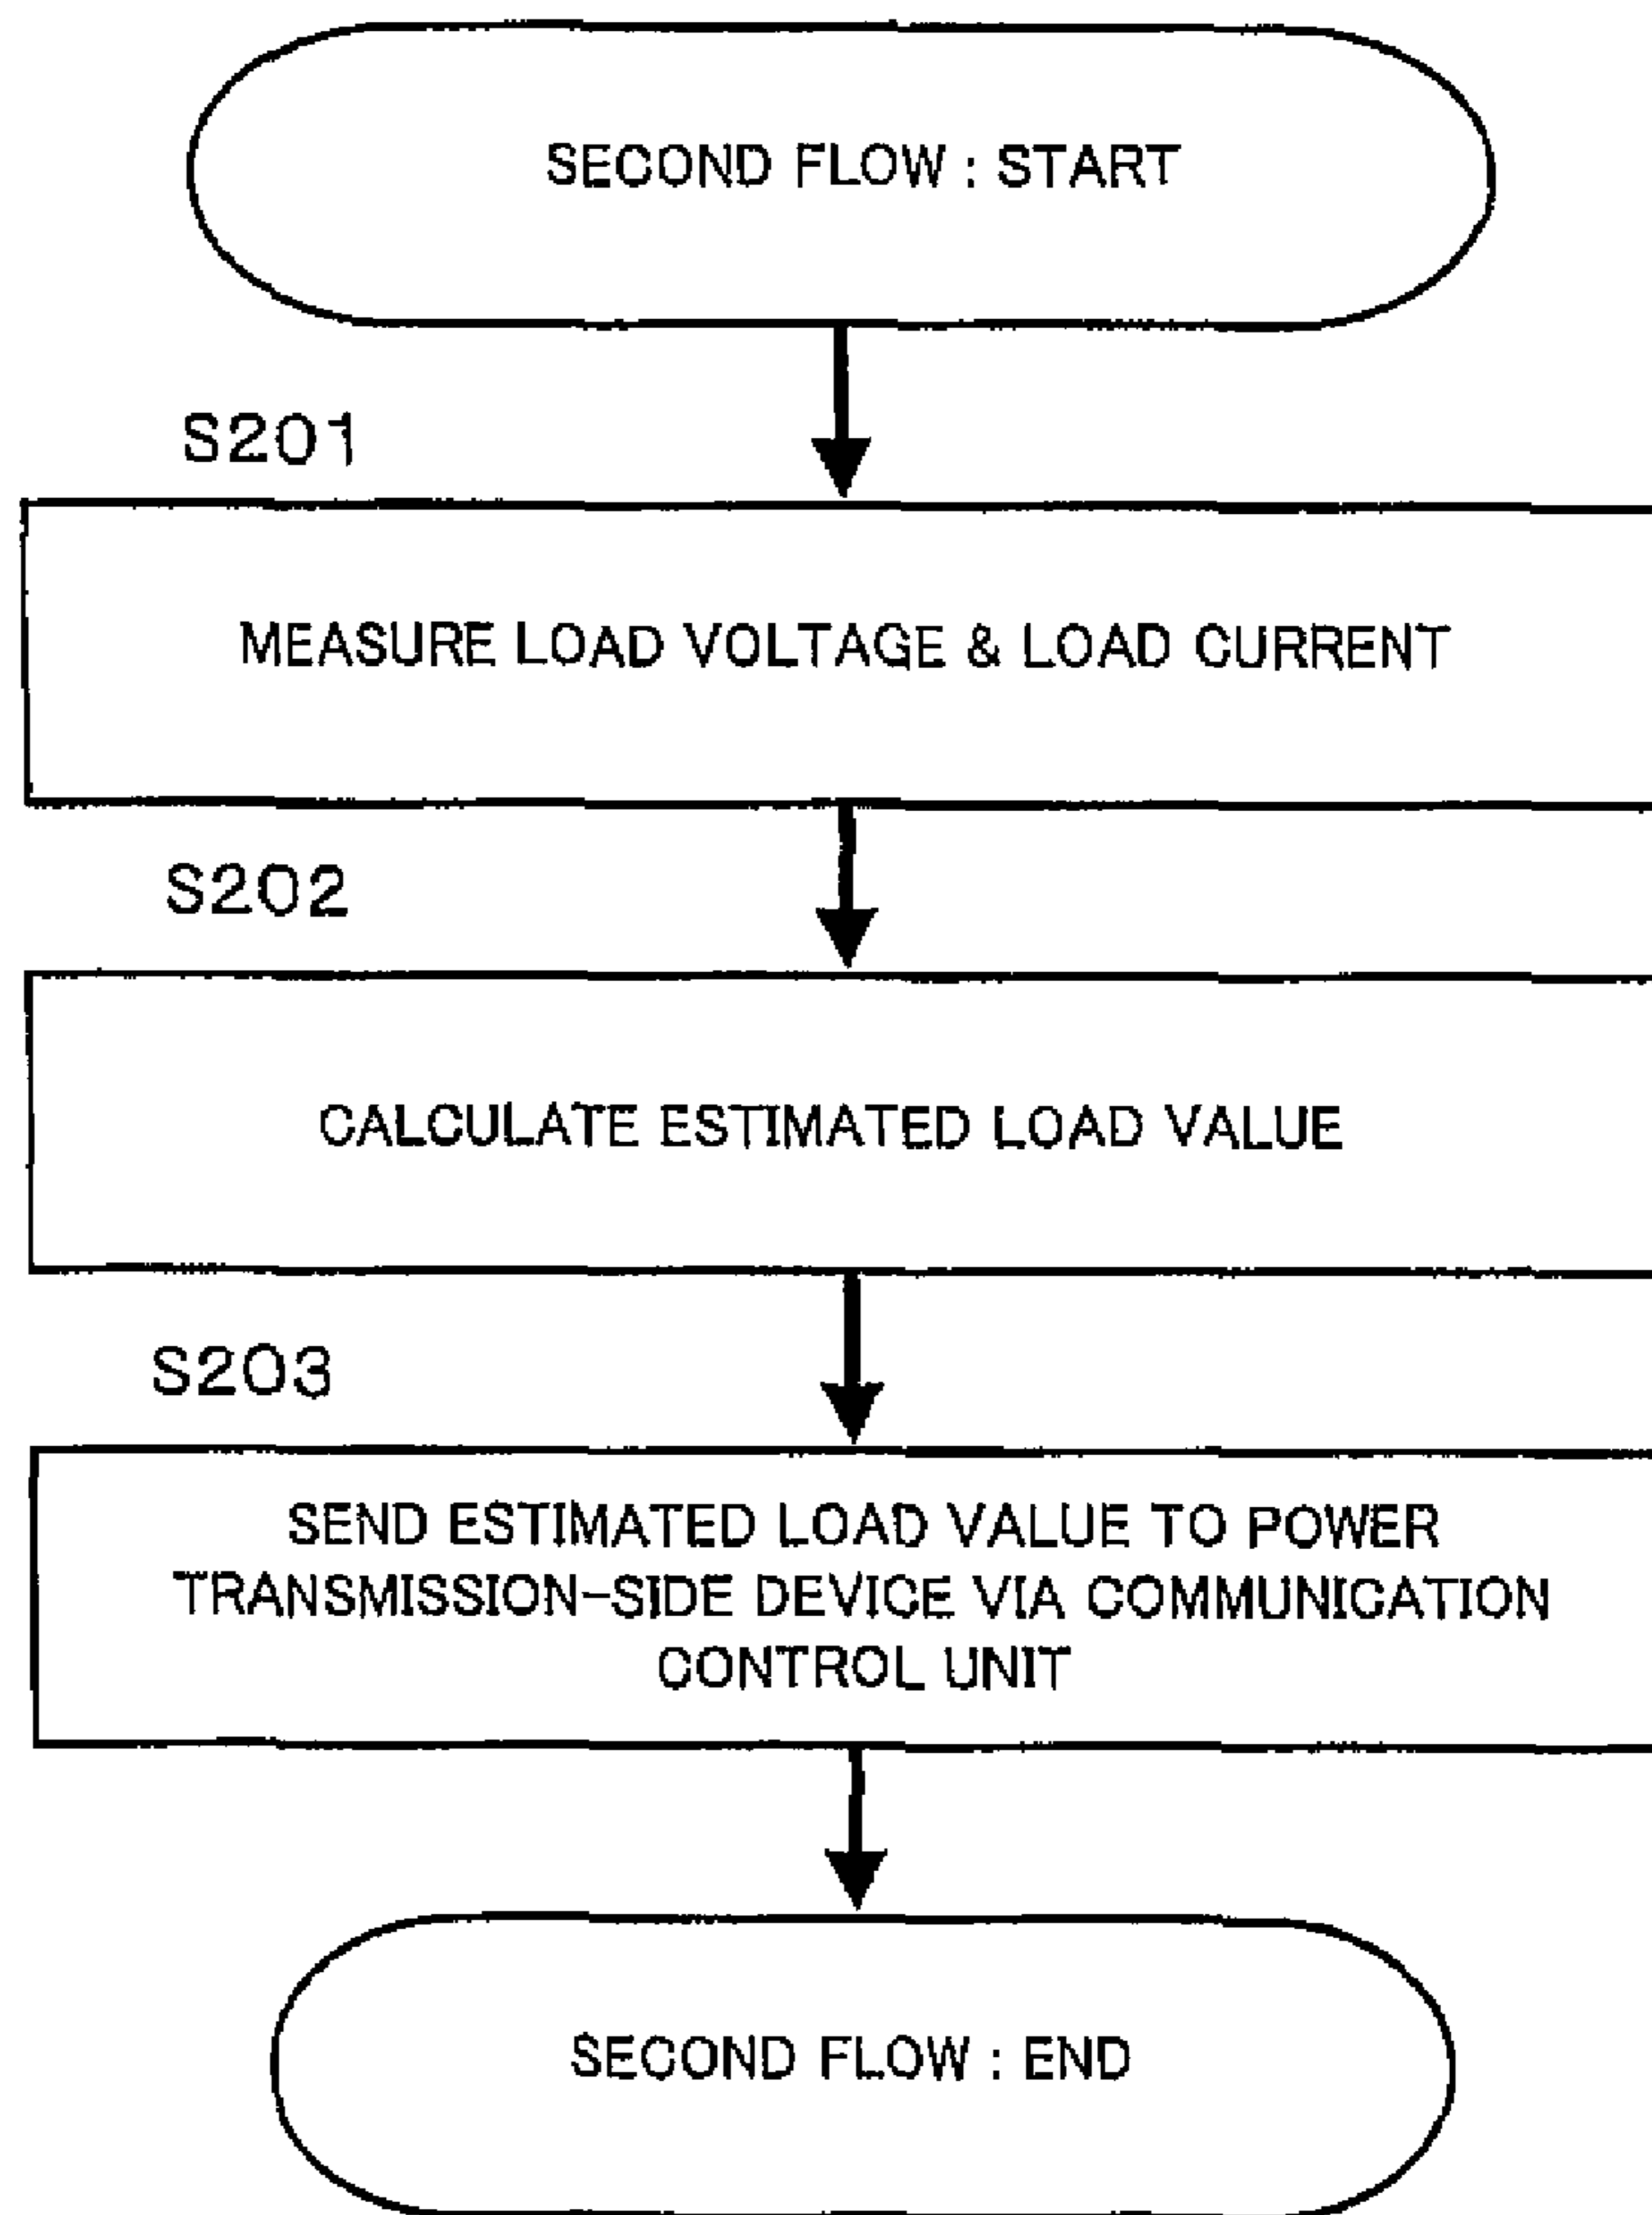 SECOND FLOW : START
S201
MEASURE LOAD VOLTAGE & LOAD CURRENT
S202
CALCULATE ESTIMATED LOAD VALUE
S203
SEND ESTIMATED LOAD VALUE TO POWER
TRANSMISSION-SIDE DEVICE VIA COMMUNICATION
CONTROL UNIT
SECOND FLOW : END